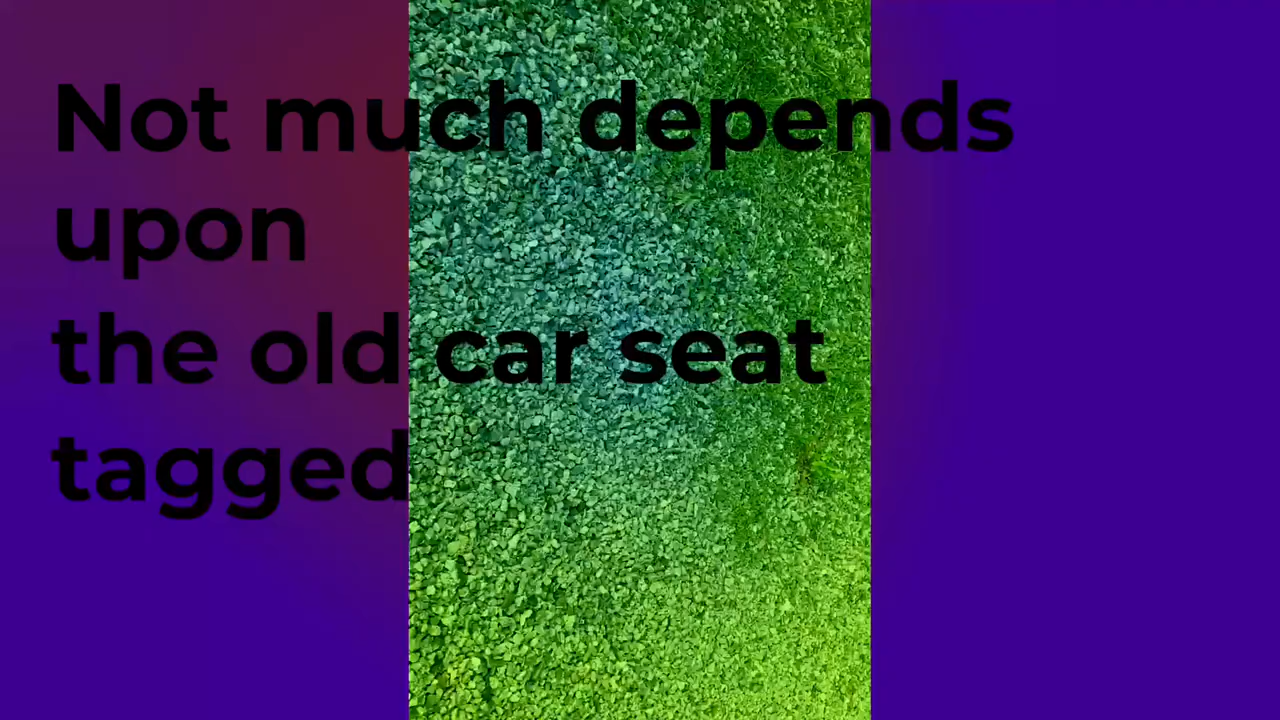 Not much depends
upon
the old car seat
tagged